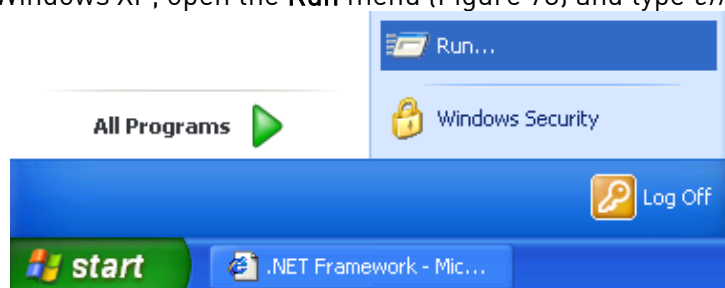 Windows XP, open the Run menu (Figure and type
Run...
All Programs
Windows Security
Log Off
start
.NET Framework - Mic...